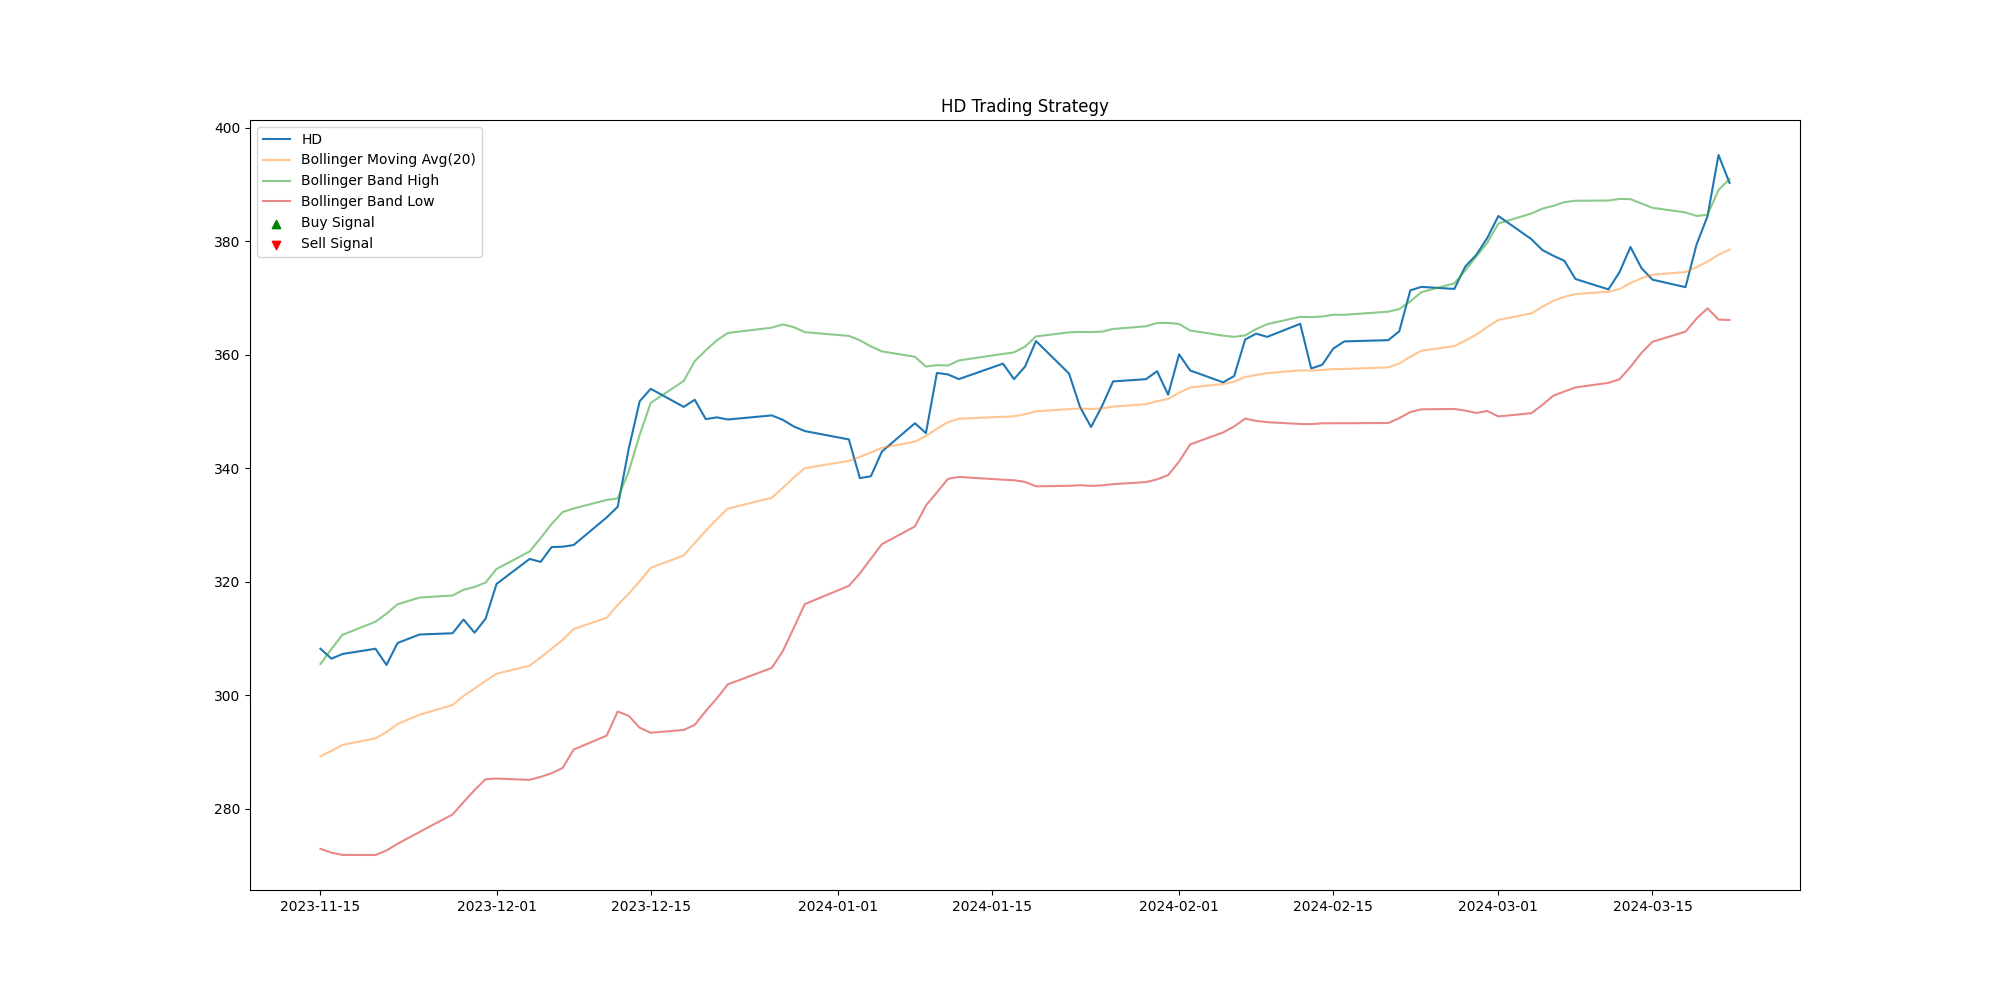 HD Trading Strategy
400
380
360
340
320
300
280
HD
Bollinger Moving Avg(20)
Bollinger Band High
Bollinger Band Low
Buy Signal
Sell Signal
2023-11-15 2023-12-01 2023-12-15 2024-01-01 2024-01-15 2024-02-01 2024-02-15 2024-03-01 2024-03-15